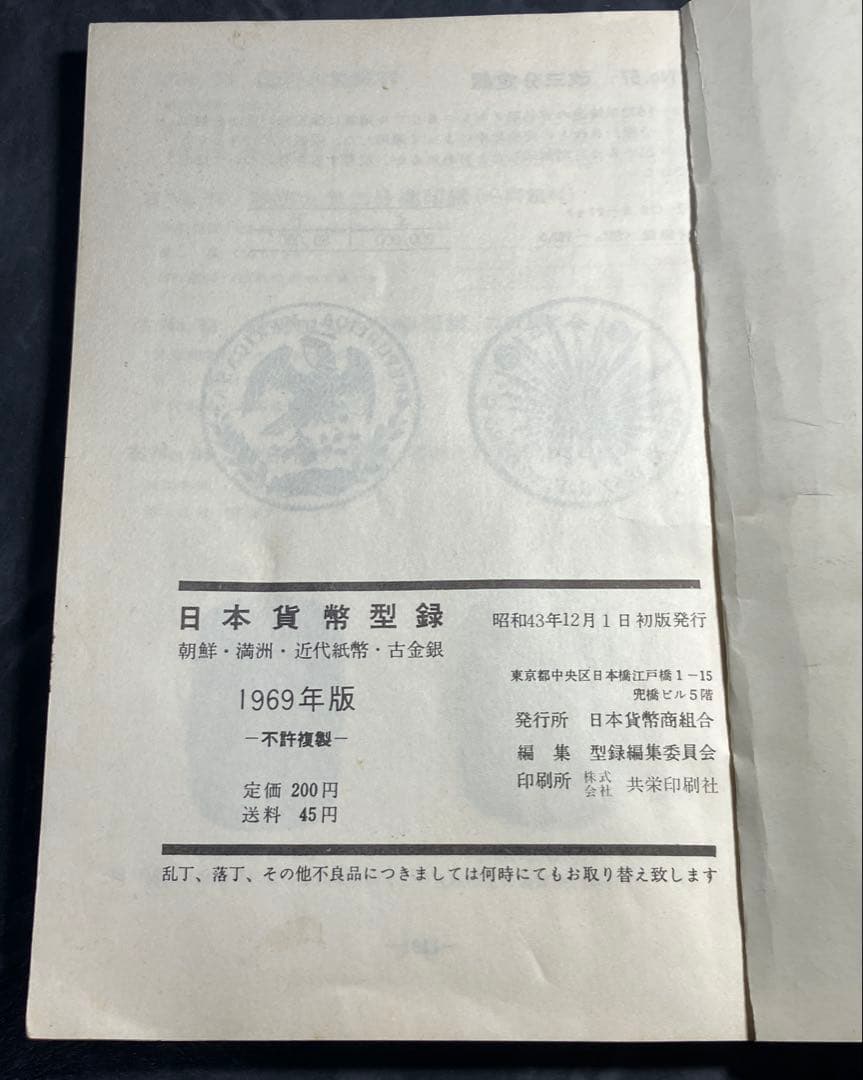 日本貨幣型録
朝鮮・満洲・近代紙幣・古金銀
1969年版
—不許複製—
定価 200円
送料 45円
昭和43年12月1日初版発行
東京都中央区日本橋江戸橋1-15
兜橋ビル5階
発行所 日本貨幣商組合
編集 型録編集委員会
印刷所 株式会社 共栄印刷社
乱丁、落丁、その他不良品につきましては何時にてもお取り替え致します